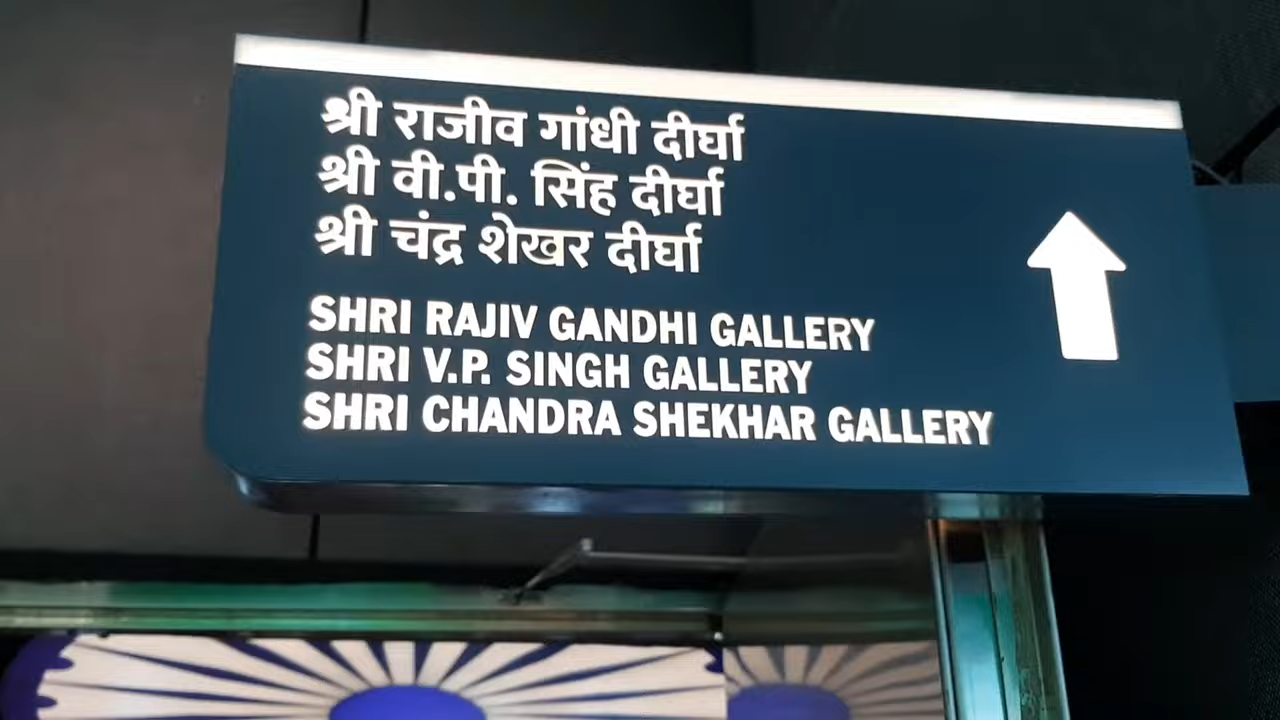 श्री राजीव गांधी दीर्घा
श्री वी.पी. सिंह दीर्घा
श्री चंद्र शेखर दीर्घा
SHRI RAJIV GANDHI GALLERY
SHRI V.P. SINGH GALLERY
SHRI CHANDRA SHEKHAR GALLERY